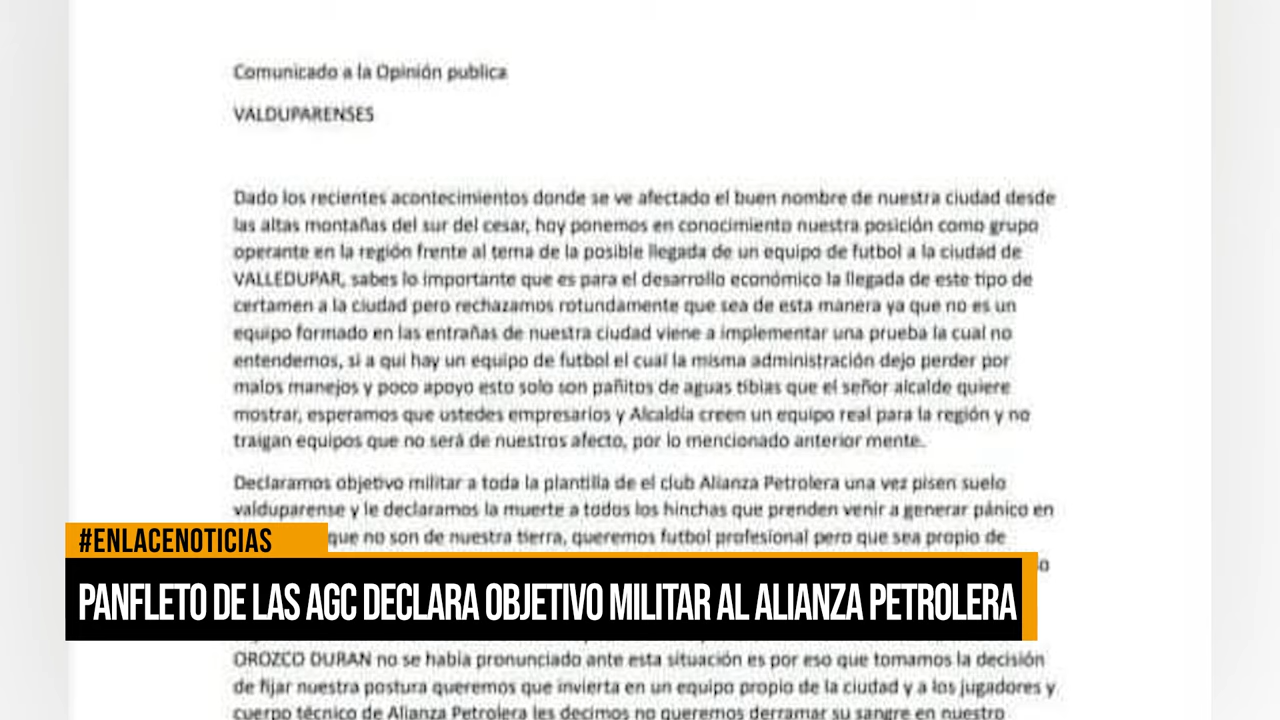 Comunicado a la Opinión publica
VALDUPARENSES
Dado los recientes acontecimientos donde se ve afectado el buen nombre de nuestra ciudad desde
las altas montañas del sur del cesar, hoy ponemos en conocimiento nuestra posición como grupo
operante en la región frente al tema de la posible llegada de un equipo de futbol a la ciudad de
VALLEDUPAR, sabes lo importante que es para el desarrollo económico la llegada de este tipo de
certamen a la ciudad pero rechazamos rotundamente que sea de esta manera ya que no es un
equipo formado en las entrañas de nuestra ciudad viene a implementar una prueba la cual no
entendemos, si a qui hay un equipo de futbol el cual la misma administración dejo perder por
malos manejos y poco apoyo esto solo son pañitos de aguas tibias que el señor alcalde quiere
mostrar, esperamos que ustedes empresarios y Alcaldía creen un equipo real para la región y no
traigan equipos que no será de nuestros afecto, por lo mencionado anterior mente.
Declaramos objetivo militar a toda la plantilla de el club Alianza Petrolera una vez pisen suelo
valduparense y le declaramos la muerte a todos los hinchas que prenden venir a generar pánico en
que no son de nuestra tierra, queremos futbol profesional pero que sea propio de
#ENLACENOTICIAS
PANFLETO DE LAS AGC DECLARA OBJETIVO MILITAR AL ALIANZA PETROLERA
OROZCO DURAN no se había pronunciado ante esta situación es por eso que tomamos la decisión
de fijar nuestra postura queremos que invierta en un equipo propio de la ciudad y a los jugadores y
cuerpo técnico de Alianza Petrolera les decimos no queremos derramar su sangre en nuestro